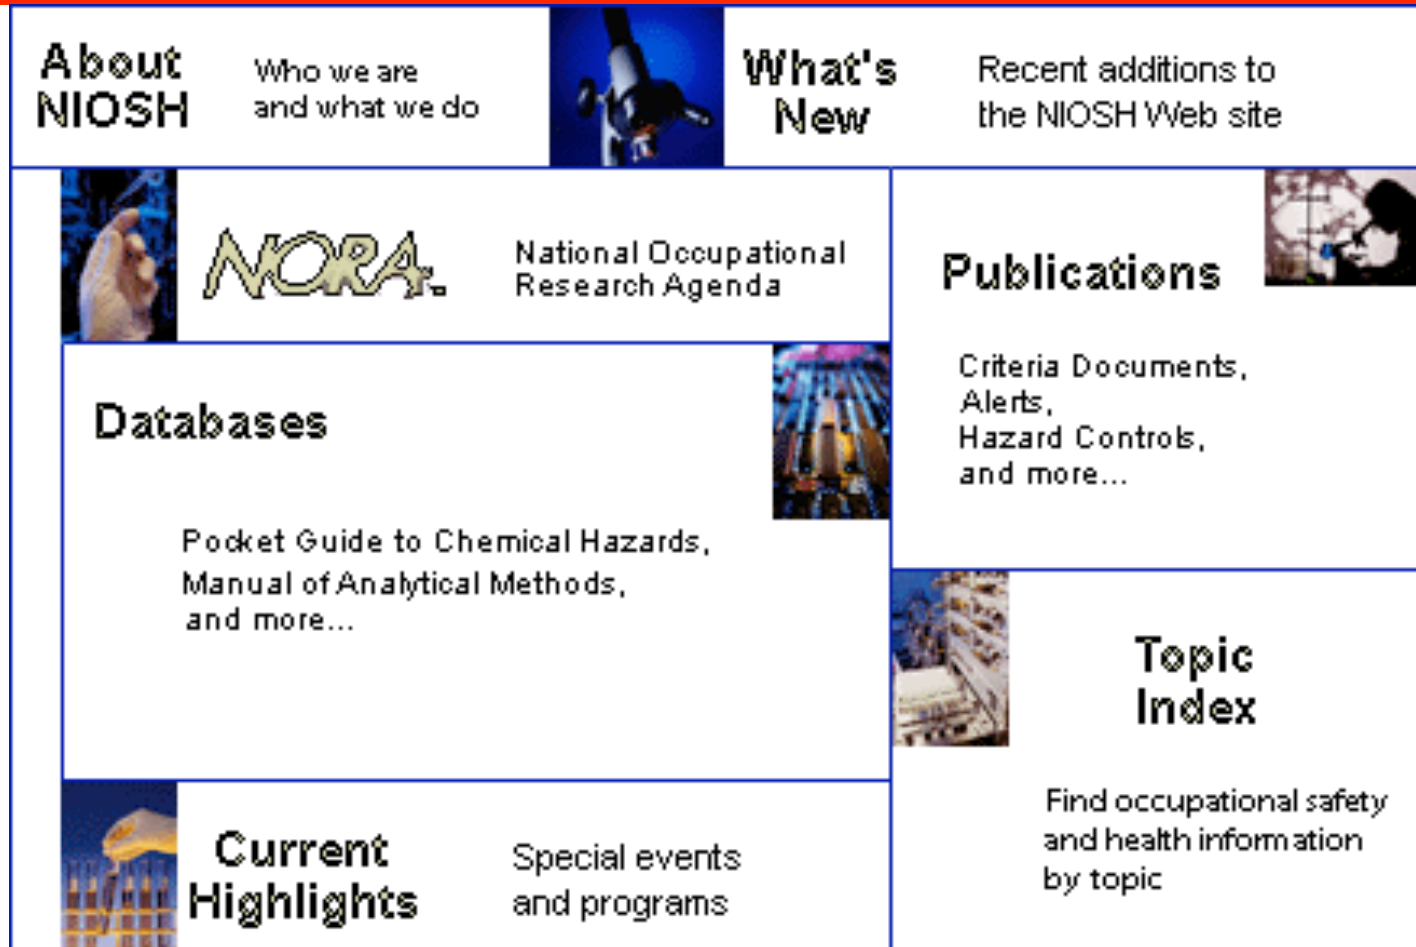 About
NIOSH
Who we are
and what we do
What's
New
Recent additions to
the NIOSH Web site
NORA
National Occupational
Research Agenda
Publications
Criteria Documents,
Alerts,
Hazard Controls,
and more...
Databases
Pocket Guide to Chemical Hazards,
Manual of Analytical Methods,
and more...
Topic
Index
Find occupational safety
and health information
by topic
Current
Highlights
Special events
and programs